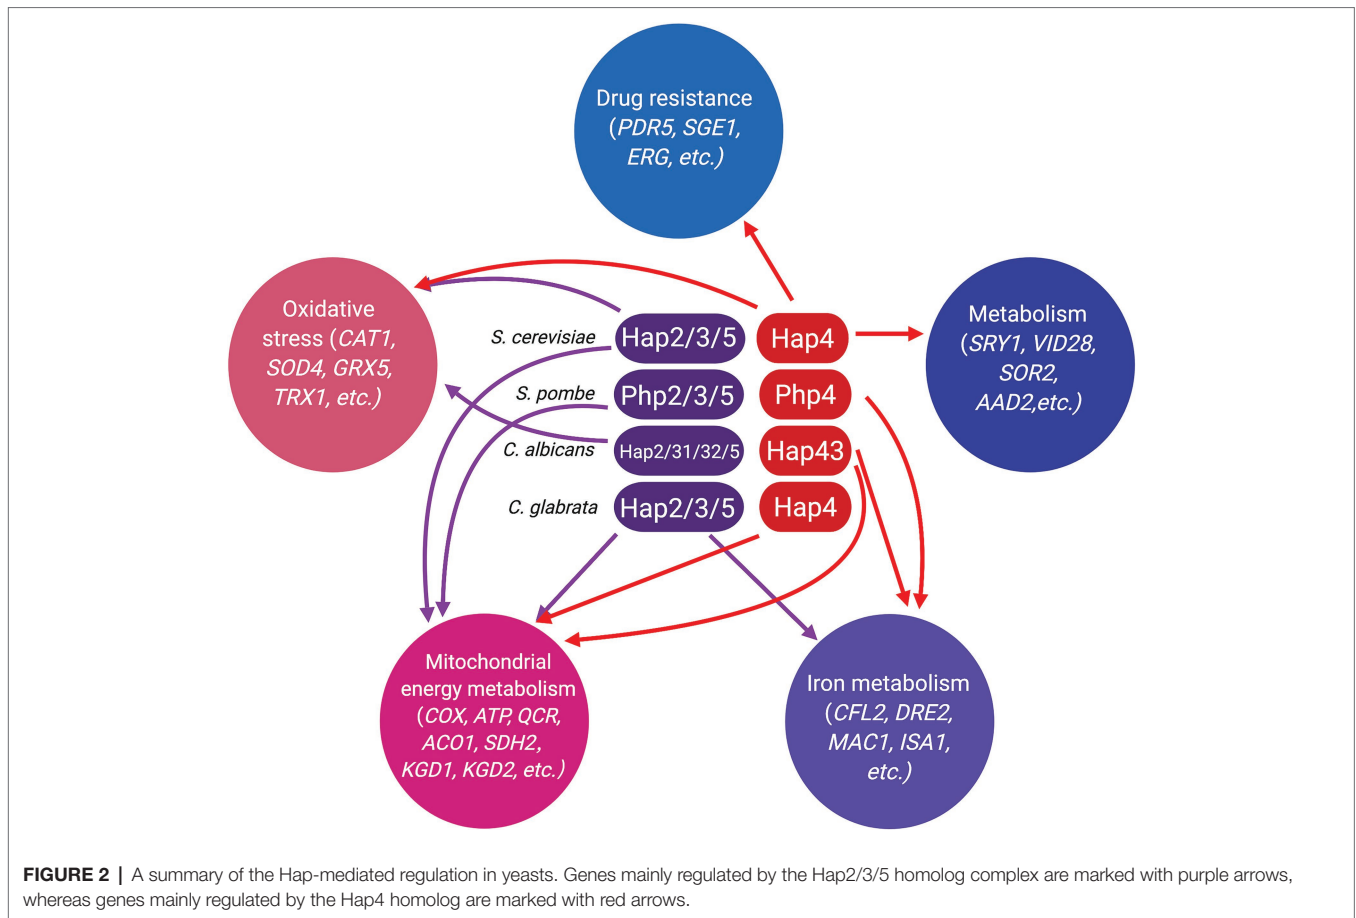 Drug resistance
(PDR5, SGE1,
ERG, etc.)
Oxidative
stress (CAT1,
SOD4, GRX5,
TRX1, etc.)
S. cerevisiae
Hap2/3/5
Hap4
S. pombe
Php2/3/5
Php4
C. albicans
Hap2/31/32/5
Hap43
C. glabrata
Hap2/3/5
Hap4
Metabolism
(SRY1, VID28,
SOR2,
AAD2,etc.)
Mitochondrial
energy metabolism
(COX, ATP, QCR,
ACO1, SDH2,
KGD1, KGD2, etc.)
Iron metabolism
(CFL2, DRE2,
MAC1, ISA1,
etc.)
FIGURE 2 | A summary of the Hap-mediated regulation in yeasts. Genes mainly regulated by the Hap2/3/5 homolog complex are marked with purple arrows,
whereas genes mainly regulated by the Hap4 homolog are marked with red arrows.